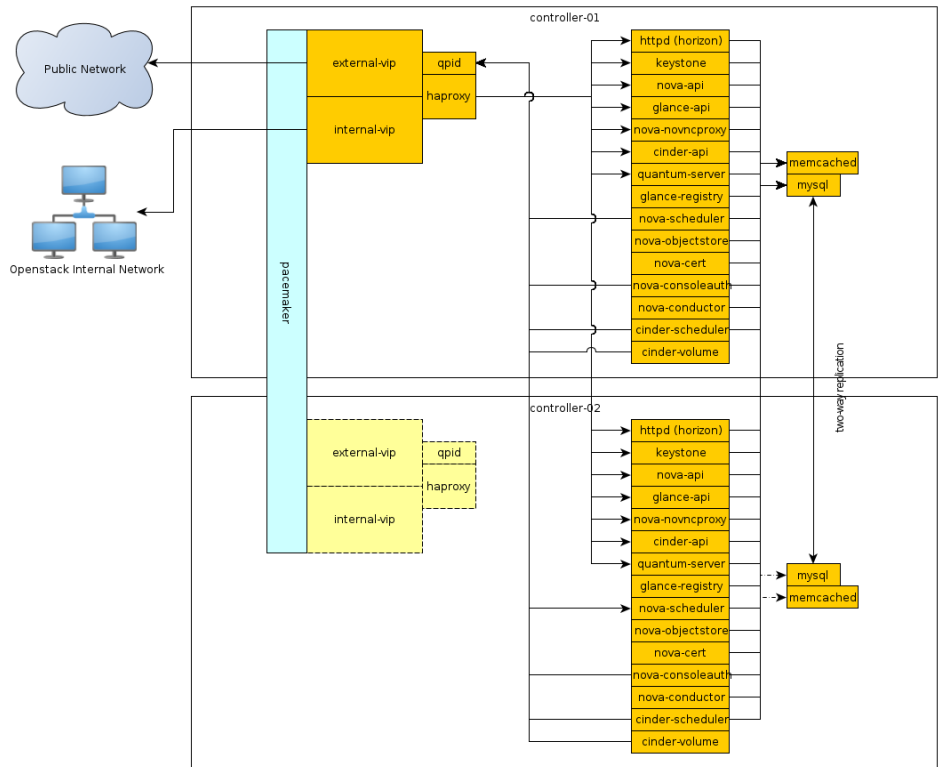 controller-01
Public Network
external-vip
qpid
haproxy
internal-vip
Openstack Internal Network
pacemaker
httpd (horizon)
keystone
nova-api
glance-api
nova-novncproxy
cinder-api
quantum-server
glance-registry
nova-scheduler
nova-objectstore
nova-cert
nova-consoleauth
nova-conductor
cinder-scheduler
cinder-volume
memcached
mysql
two-way replication
controller-02
external-vip
qpid
haproxy
internal-vip
httpd (horizon)
keystone
nova-api
glance-api
nova-novncproxy
cinder-api
quantum-server
glance-registry
nova-scheduler
nova-objectstore
nova-cert
nova-consoleauth
nova-conductor
cinder-scheduler
cinder-volume
mysql
memcached